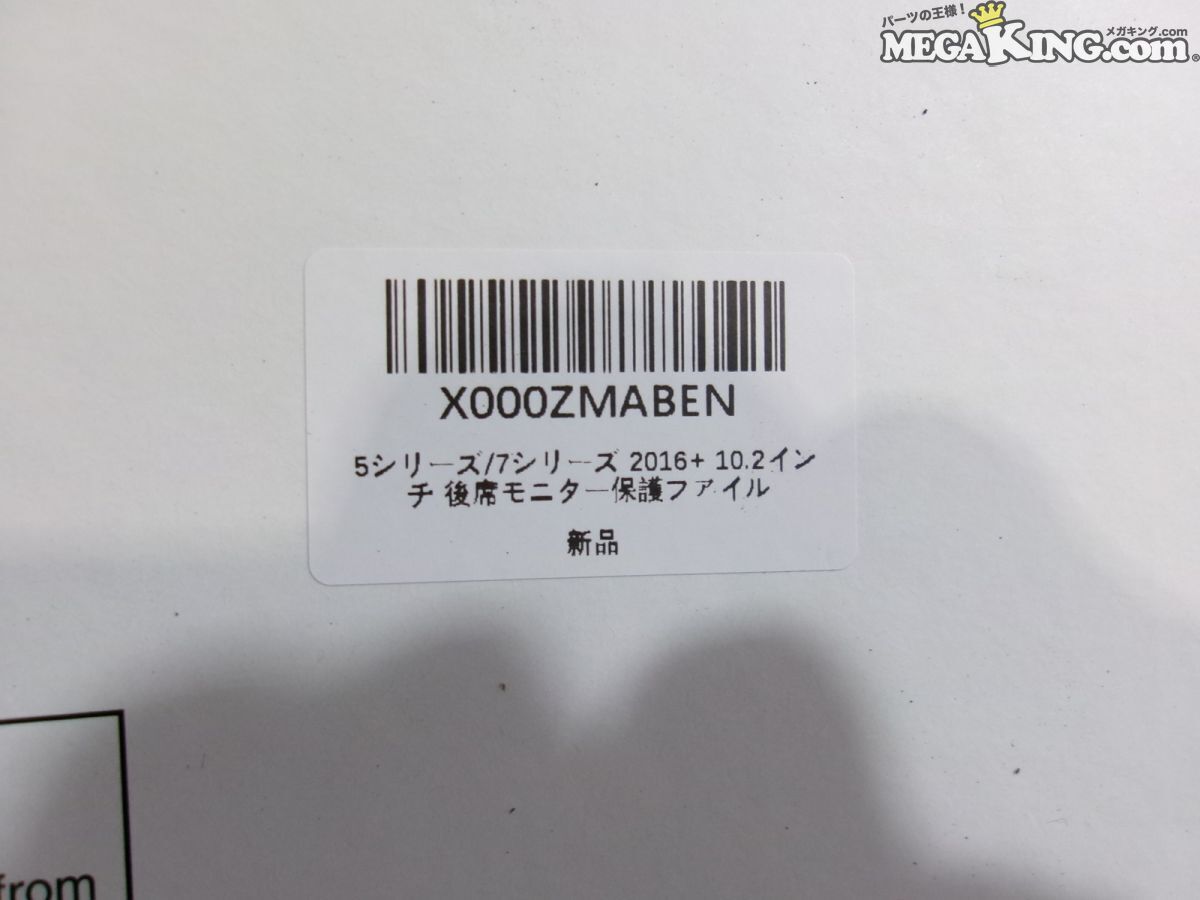 パーツの王様！
メガキング.com
MEGAKING.com®
X000ZMABEN
5シリーズ/7シリーズ 2016+ 10.2イン
チ 後席モニター保護ファイル
新品
from